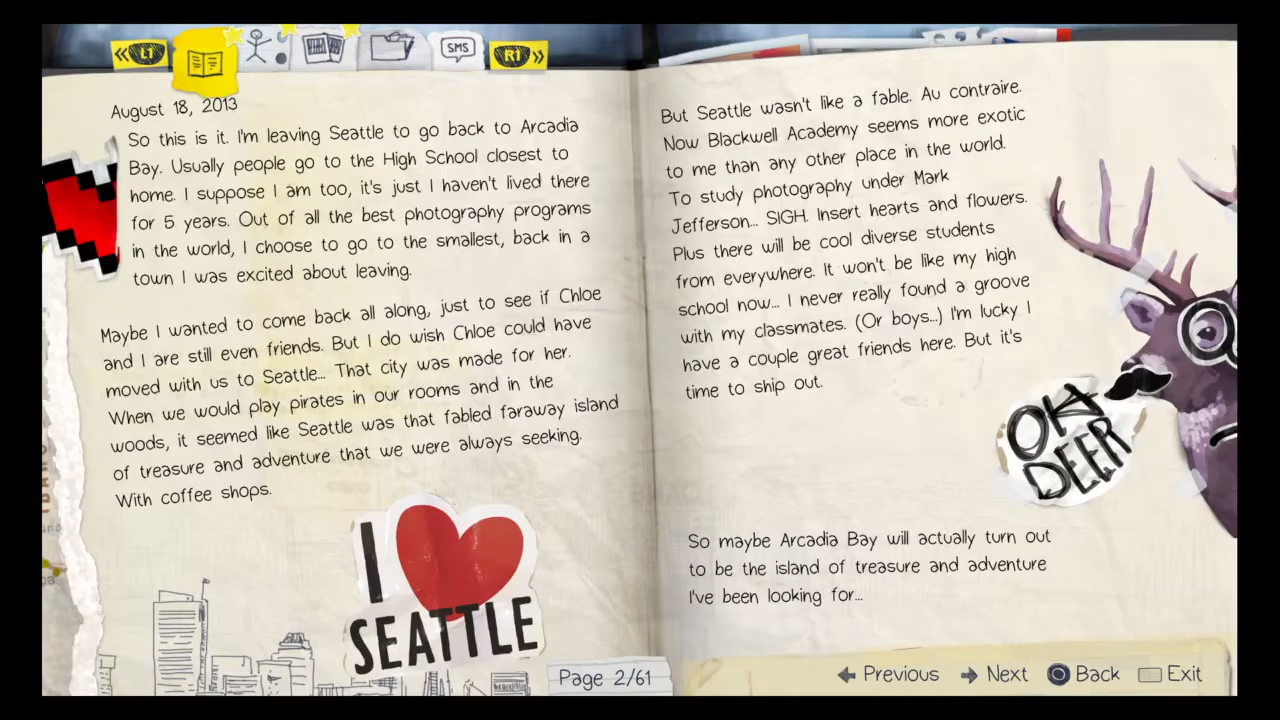 L1
SMS
R1
August 18, 2013
So this is it. I'm leaving Seattle to go back to Arcadia
Bay. Usually people go to the High School closest to
home. I suppose I am too, it's just I haven't lived there
for 5 years. Out of all the best photography programs
in the world, I choose to go to the smallest, back in a
town I was excited about leaving.
Maybe I wanted to come back all along, just to see if Chloe
and I are still even friends. But I do wish Chloe could have
moved with us to Seattle... That city was made for her.
When we would play pirates in our rooms and in the
woods, it seemed like Seattle was that fabled faraway island
of treasure and adventure that we were always seeking.
With coffee shops.
I
SEATTLE
But Seattle wasn't like a fable. Au contraire.
Now Blackwell Academy seems more exotic
to me than any other place in the world.
To study photography under Mark
Jefferson... SIGH. Insert hearts and flowers.
Plus there will be cool diverse students
from everywhere. It won't be like my high
school now... I never really found a groove
with my classmates. (Or boys...) I'm lucky I
have a couple great friends here. But it's
time to ship out.
OH
DEER
So maybe Arcadia Bay will actually turn out
to be the island of treasure and adventure
I've been looking for...
Page 2/61
Previous
Next
Back
Exit